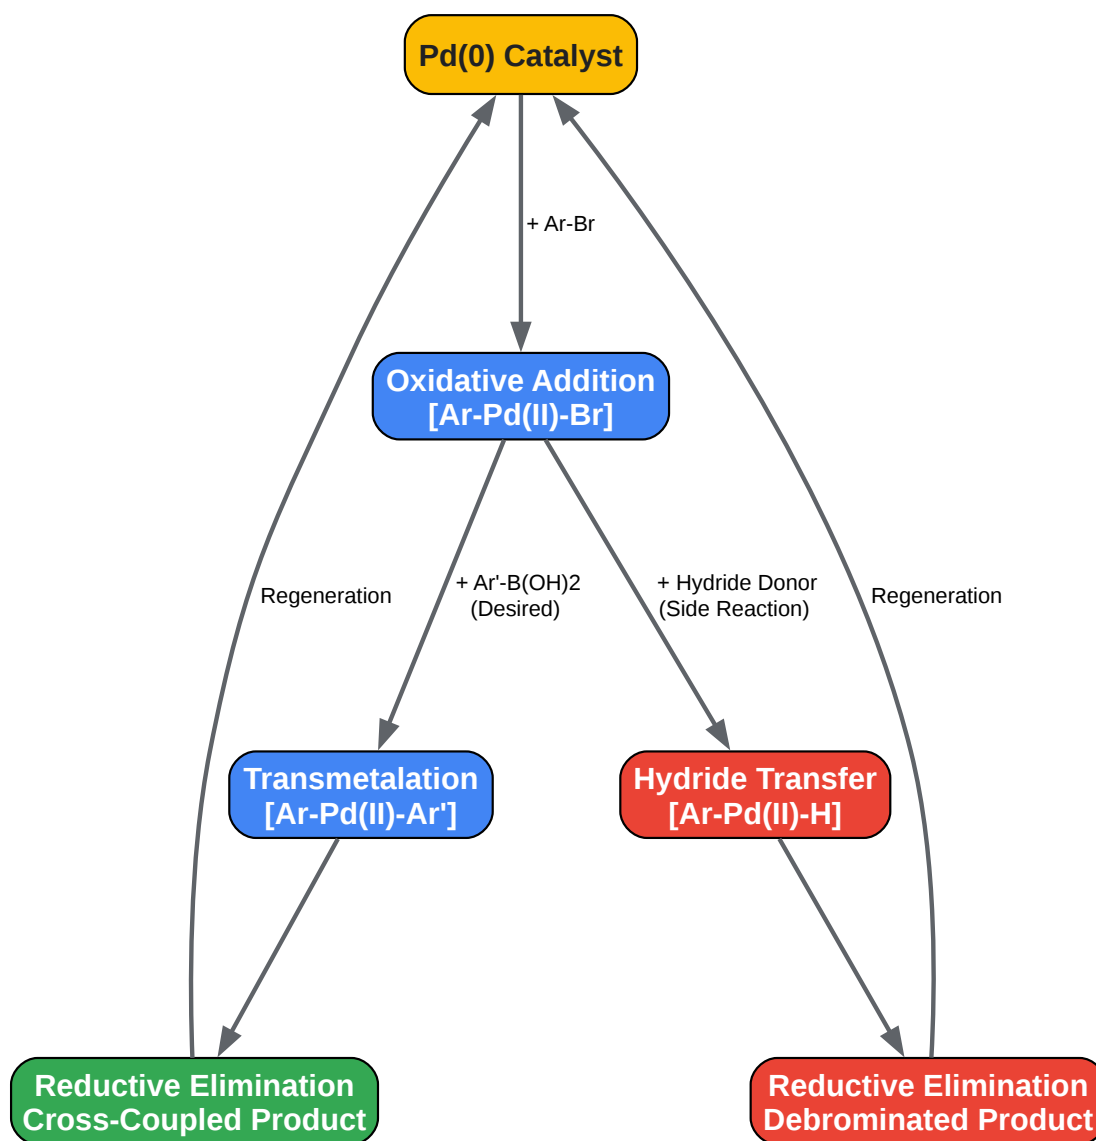 Pd(0) Catalyst
+ Ar-Br
Oxidative Addition
[Ar-Pd(II)-Br]
Regeneration
+ Ar'-B(OH)2
(Desired)
+ Hydride Donor
(Side Reaction)
Regeneration
Transmetalation
[Ar-Pd(II)-Ar']
Hydride Transfer
[Ar-Pd(II)-H]
Reductive Elimination
Cross-Coupled Product
Reductive Elimination
Debrominated Product